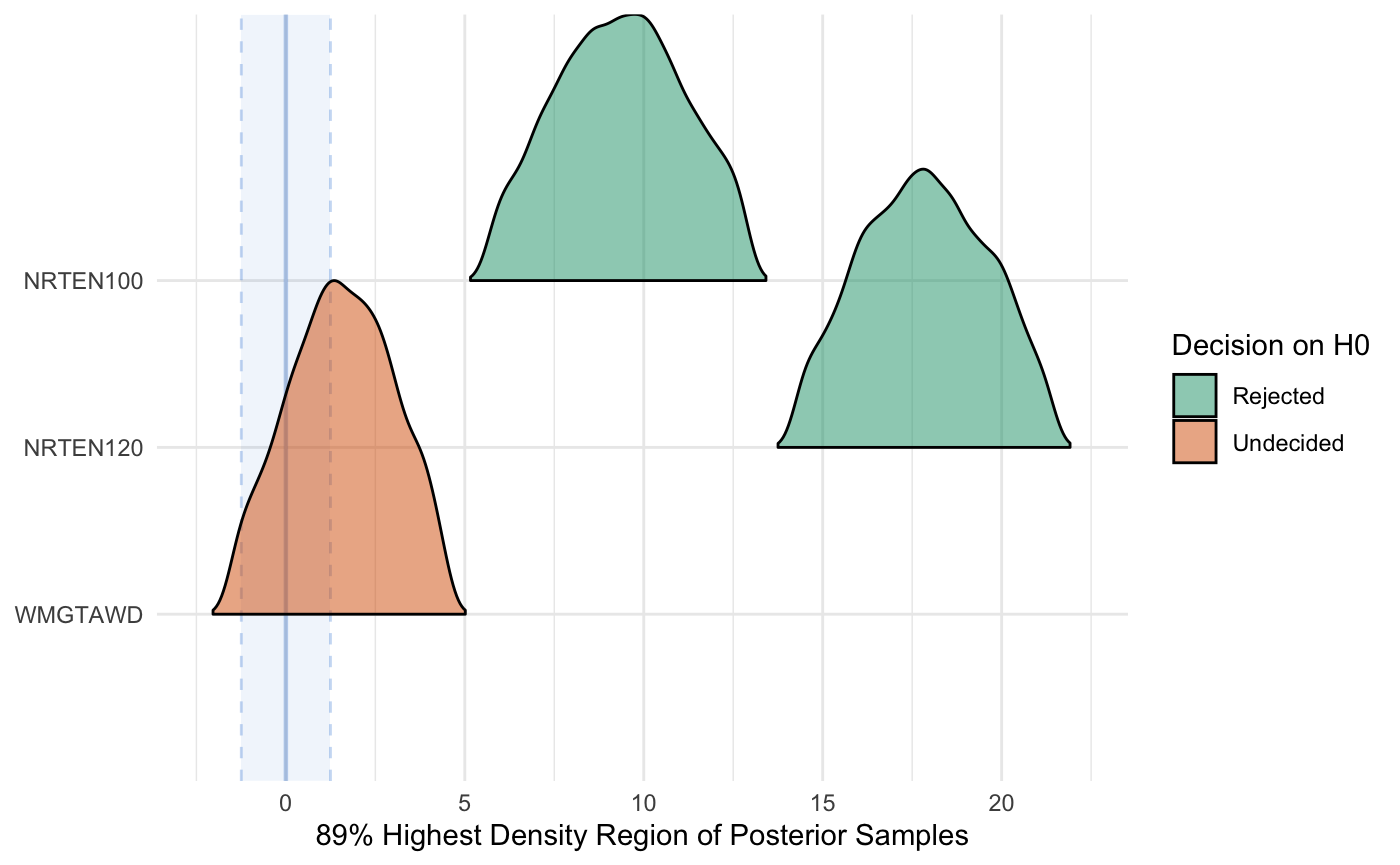 NRTEN100
NRTEN120
WMGTAWD
0 5 10 15 20
89% Highest Density Region of Posterior Samples
Decision on H0
Rejected
Undecided